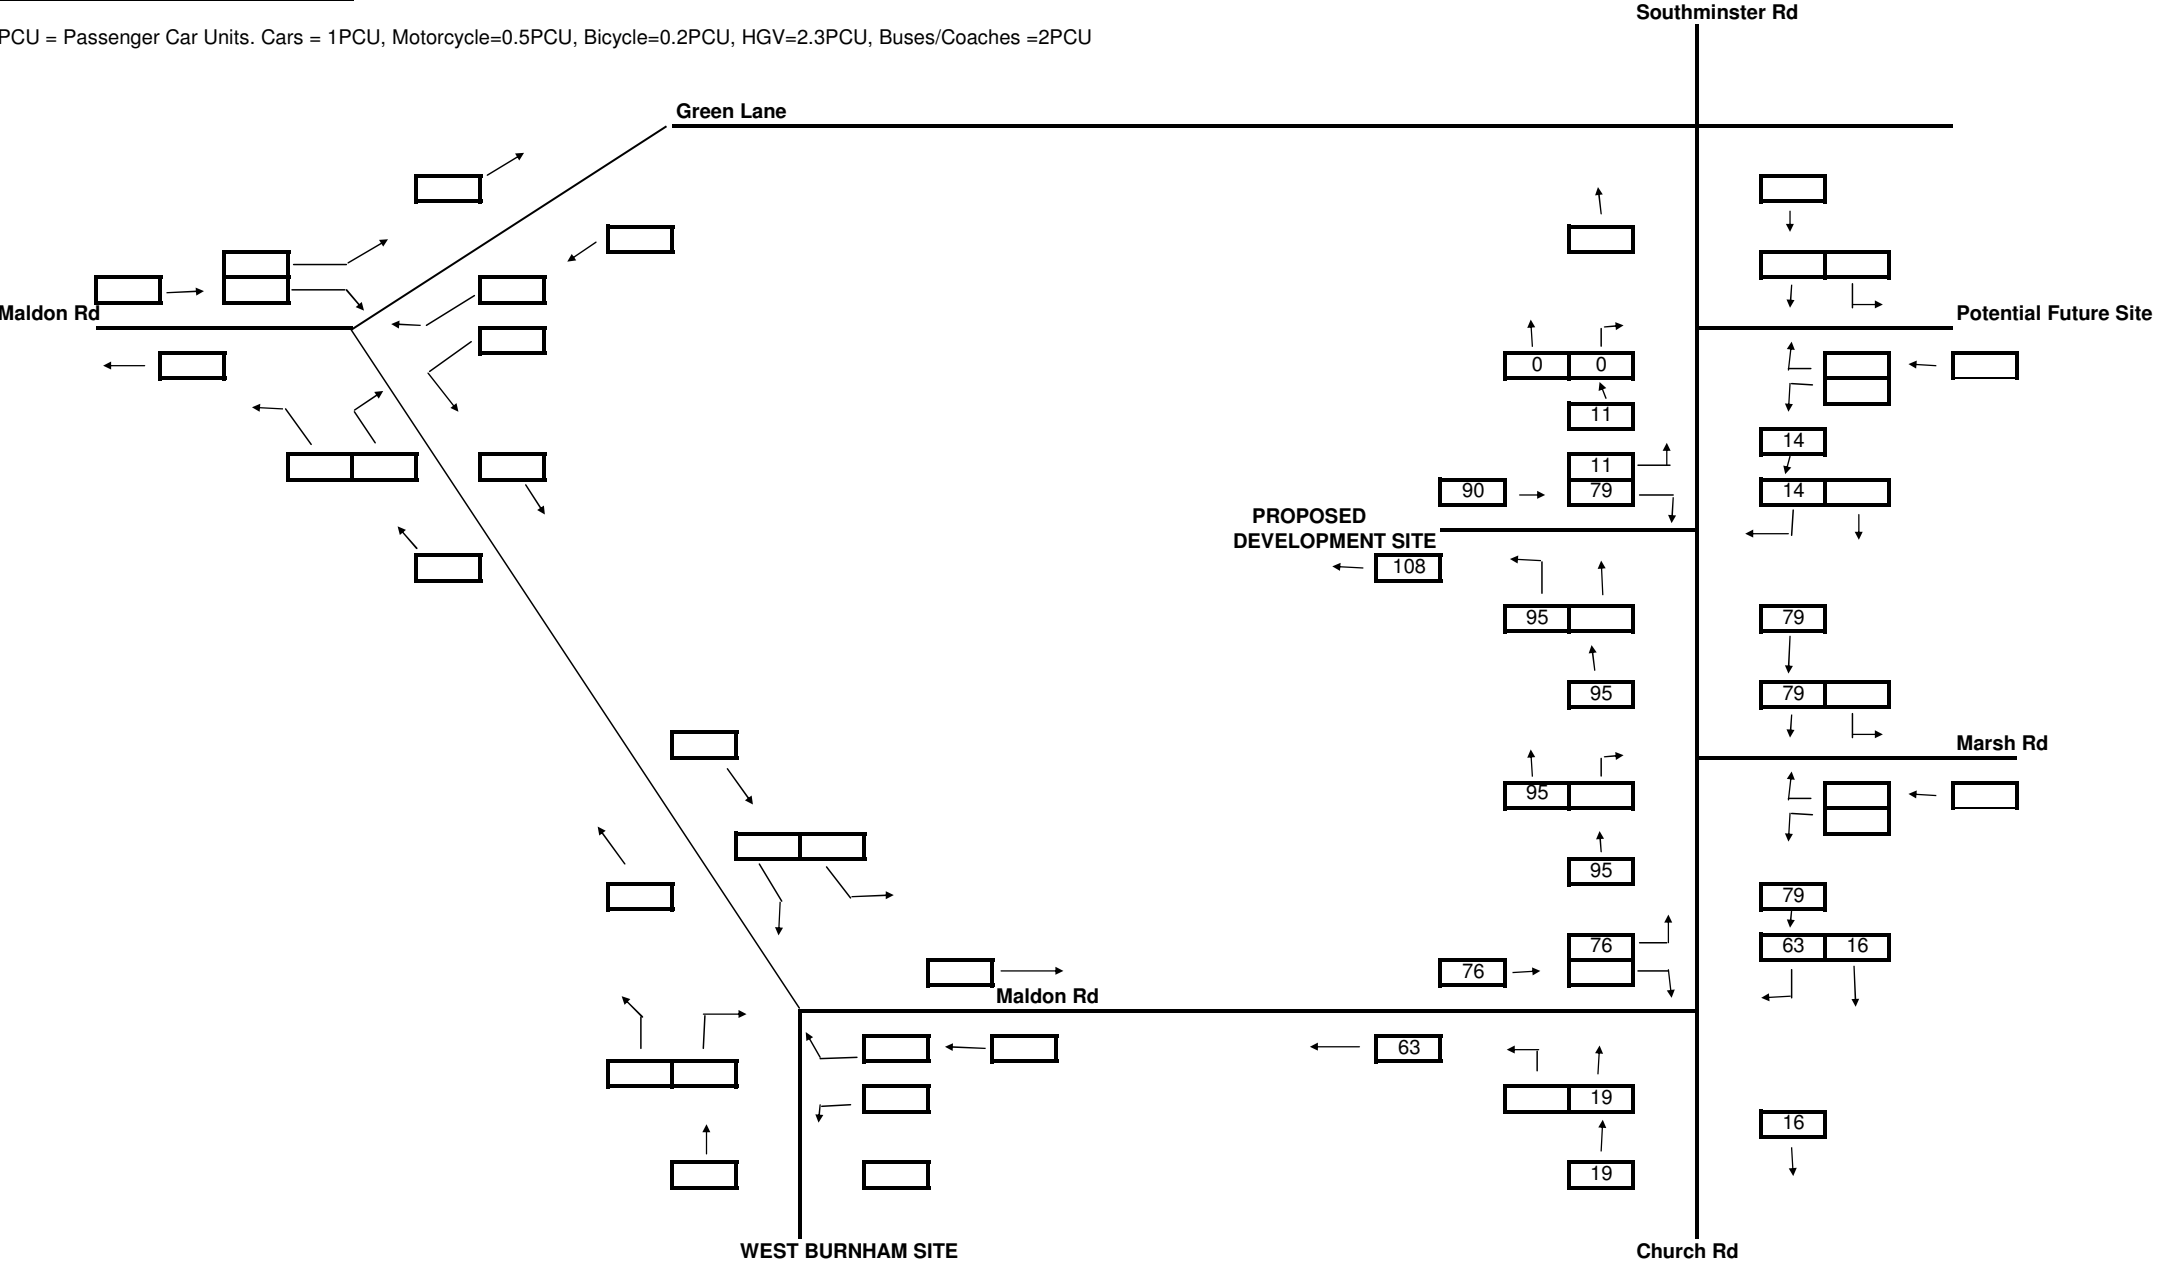 Southminster Rd
PCU = Passenger Car Units. Cars = 1PCU, Motorcycle=0.5PCU, Bicycle=0.2PCU, HGV=2.3PCU, Buses/Coaches =2PCU
Green Lane
Maldon Rd
Potential Future Site
0 0
11
14
11
90 79 14
PROPOSED
DEVELOPMENT SITE
108
95 79
95 79
Marsh Rd
95
95
79
76 63 16
76
Maldon Rd
63
19
16
19
WEST BURNHAM SITE
Church Rd